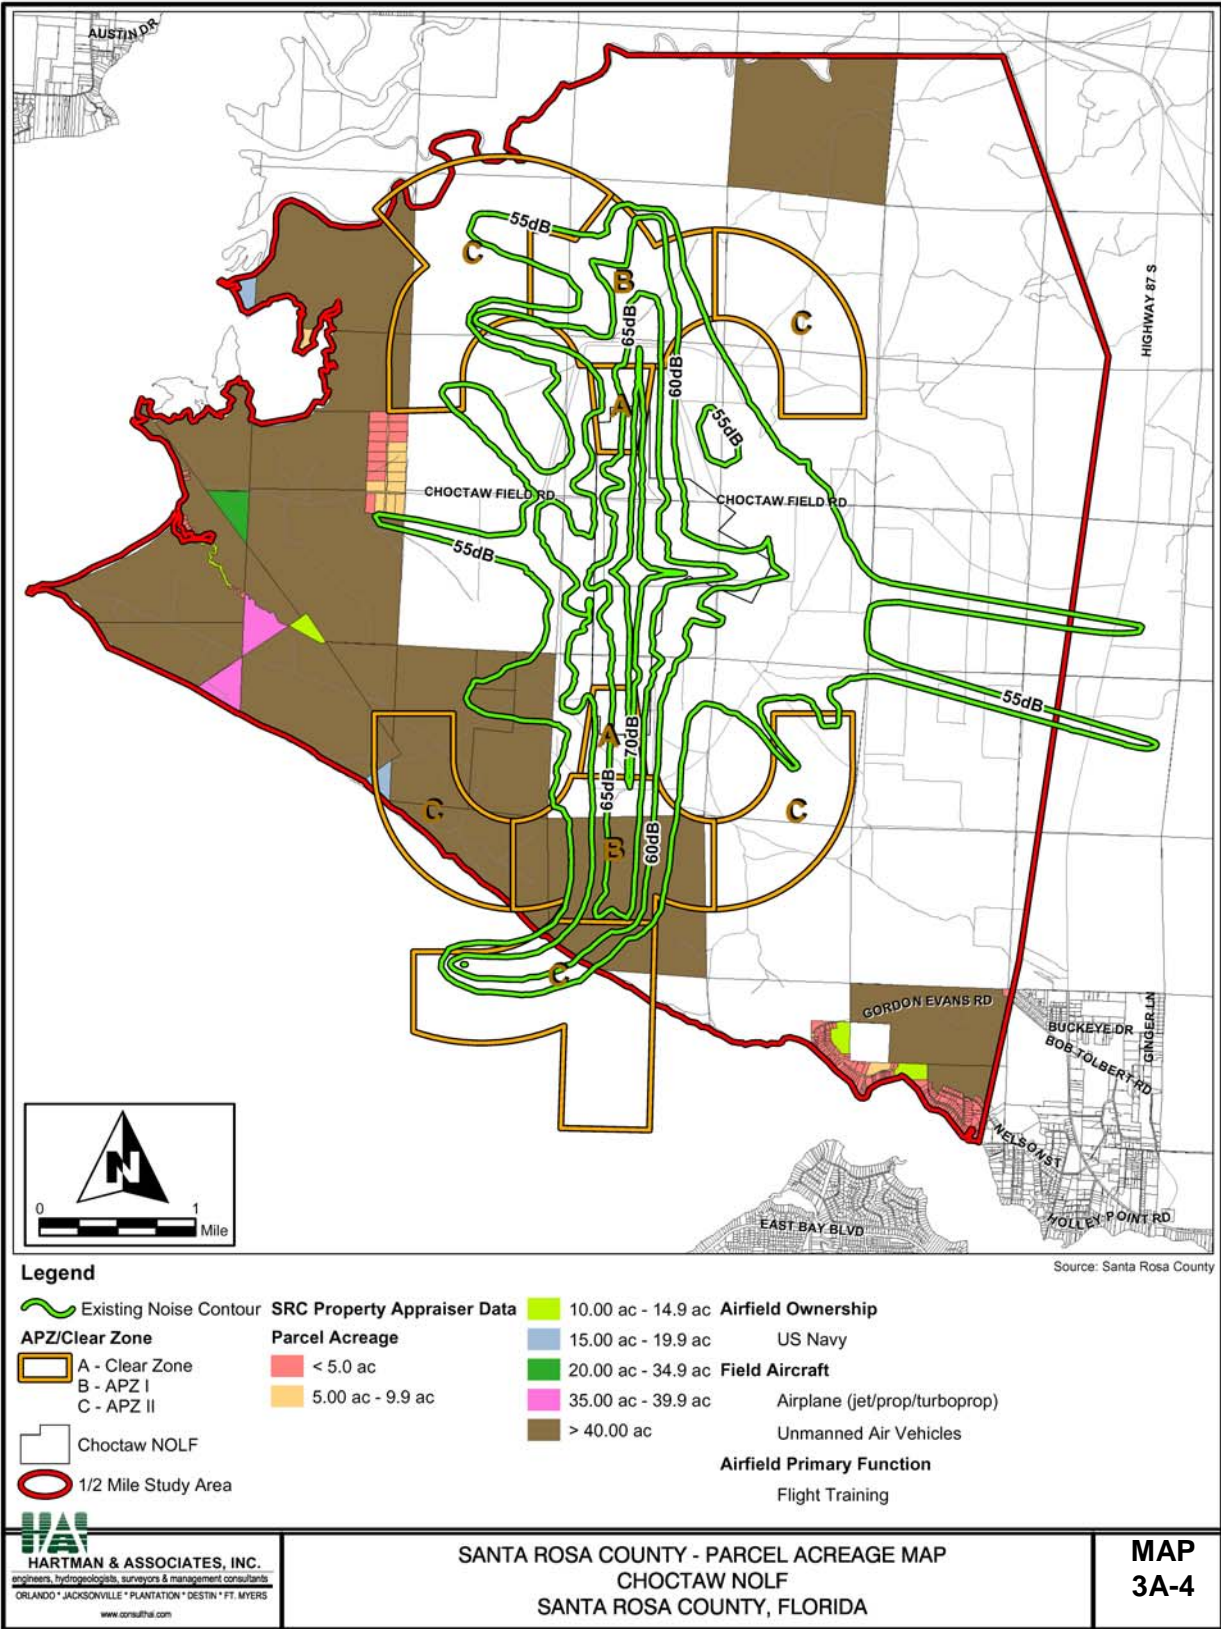 AUSTIN DR
55dB
C
B
C
HIGHWAY 87 S
65dB
60dB
A
55dB
CHOCTAW FIELD RD
CHOCTAW FIELD RD
55dB
55dB
A
70dB
65dB
C
C
B
60dB
C
GORDON EVANS RD
BUCKEYE DR
GINGER LN
BOB TOLBERT RD
NELSON ST
HOLLEY POINT RD
EAST BAY BLVD
N
0 1
Mile
Source: Santa Rosa County
Legend
Existing Noise Contour
APZ/Clear Zone
A - Clear Zone
B - APZ I
C - APZ II
Choctaw NOLF
1/2 Mile Study Area
SRC Property Appraiser Data
Parcel Acreage
< 5.0 ac
5.00 ac - 9.9 ac
10.00 ac - 14.9 ac
15.00 ac - 19.9 ac
20.00 ac - 34.9 ac
35.00 ac - 39.9 ac
> 40.00 ac
Airfield Ownership
US Navy
Field Aircraft
Airplane (jet/prop/turboprop)
Unmanned Air Vehicles
Airfield Primary Function
Flight Training
HAI
HARTMAN & ASSOCIATES, INC.
engineers, hydrogeologists, surveyors & management consultants
ORLANDO * JACKSONVILLE * PLANTATION * DESTIN * FT. MYERS
www.consulthai.com
SANTA ROSA COUNTY - PARCEL ACREAGE MAP
CHOCTAW NOLF
SANTA ROSA COUNTY, FLORIDA
MAP
3A-4